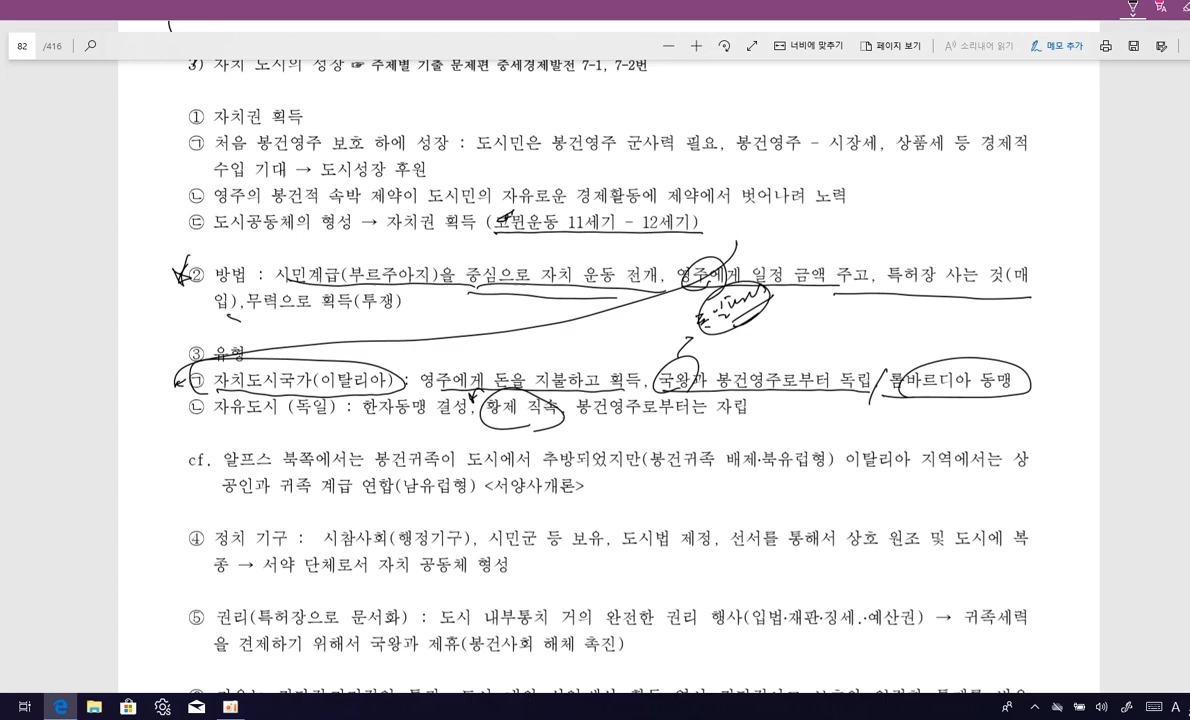 82 /416 너비에 맞추기 페이지 보기 소리내어 읽기 메모 추가
3) 자치 도시의 성장 ☞ 주제별 기출 문제편 중세경제발전 7-1, 7-2번
① 자치권 획득
㉠ 처음 봉건영주 보호 하에 성장 : 도시민은 봉건영주 군사력 필요, 봉건영주 - 시장세, 상품세 등 경제적
수입 기대 → 도시성장 후원
㉡ 영주의 봉건적 속박 제약이 도시민의 자유로운 경제활동에 제약에서 벗어나려 노력
㉢ 도시공동체의 형성 → 자치권 획득 (코뮌운동 11세기 - 12세기)
② 방법 : 시민계급(부르주아지)을 중심으로 자치 운동 전개, 영주에게 일정 금액 주고, 특허장 사는 것(매
입),무력으로 획득(투쟁)
③ 유형
㉠ 자치도시국가(이탈리아) : 영주에게 돈을 지불하고 획득, 국왕과 봉건영주로부터 독립/ 롬바르디아 동맹
㉡ 자유도시 (독일) : 한자동맹 결성, 황제 직속, 봉건영주로부터는 자립
cf. 알프스 북쪽에서는 봉건귀족이 도시에서 추방되었지만(봉건귀족 배제·북유럽형) 이탈리아 지역에서는 상
공인과 귀족 계급 연합(남유럽형) <서양사개론>
④ 정치 기구 : 시참사회(행정기구), 시민군 등 보유, 도시법 제정, 선서를 통해서 상호 원조 및 도시에 복
종 → 서약 단체로서 자치 공동체 형성
⑤ 권리(특허장으로 문서화) : 도시 내부통치 거의 완전한 권리 행사(입법·재판·징세.·예산권) → 귀족세력
을 견제하기 위해서 국왕과 제휴(봉건사회 해체 촉진)
A